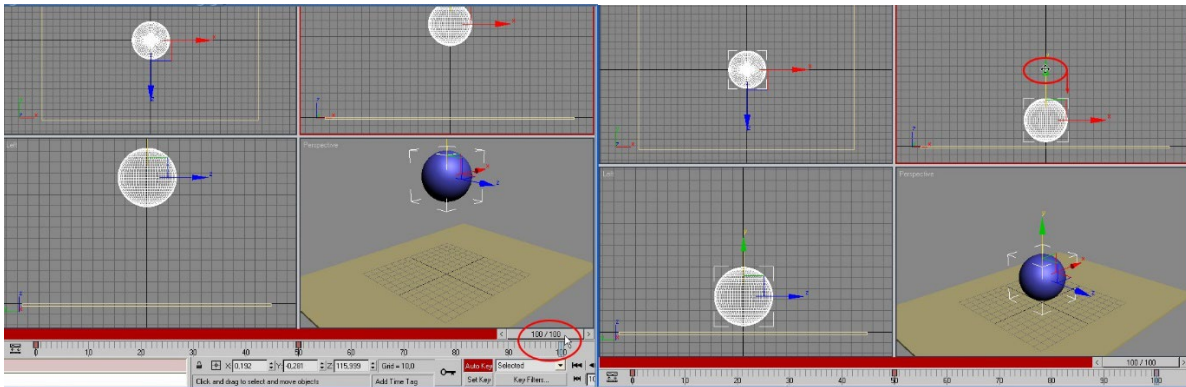 Left
Perspective
100 / 100
0 10 20 30 40 50 60 70 80 90 100
X: 0,192 Y: -0,281 Z: 115,999 Grid = 10,0 Auto Key Selected
Click and drag to select and move objects Add Time Tag Set Key Key Filters...
Left
Perspective
100 / 100
0 10 20 30 40 50 60 70 80 90 100